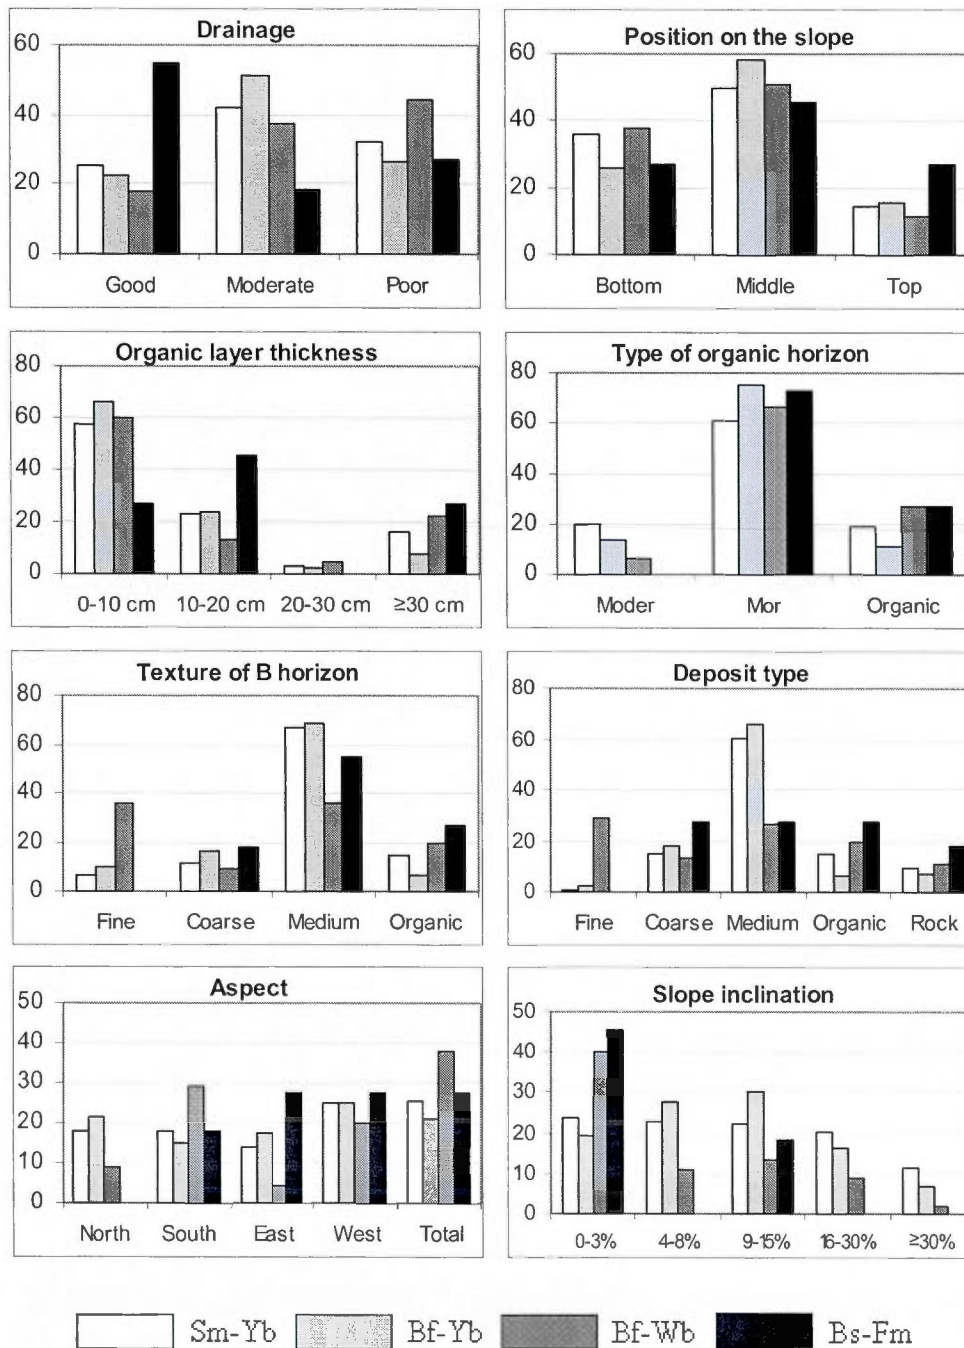 Drainage
60
40
20
0
Good Moderate Poor
Position on the slope
60
40
20
0
Bottom Middle Top
Organic layer thickness
80
60
40
20
0
0-10 cm 10-20 cm 20-30 cm ≥30 cm
Type of organic horizon
80
60
40
20
0
Moder Mor Organic
Texture of B horizon
80
60
40
20
0
Fine Coarse Medium Organic
Deposit type
80
60
40
20
0
Fine Coarse Medium Organic Rock
Aspect
50
40
30
20
10
0
North South East West Total
Slope inclination
50
40
30
20
10
0
0-3% 4-8% 9-15% 16-30% ≥30%
Sm-Yb Bf-Yb Bf-Wb Bs-Fm